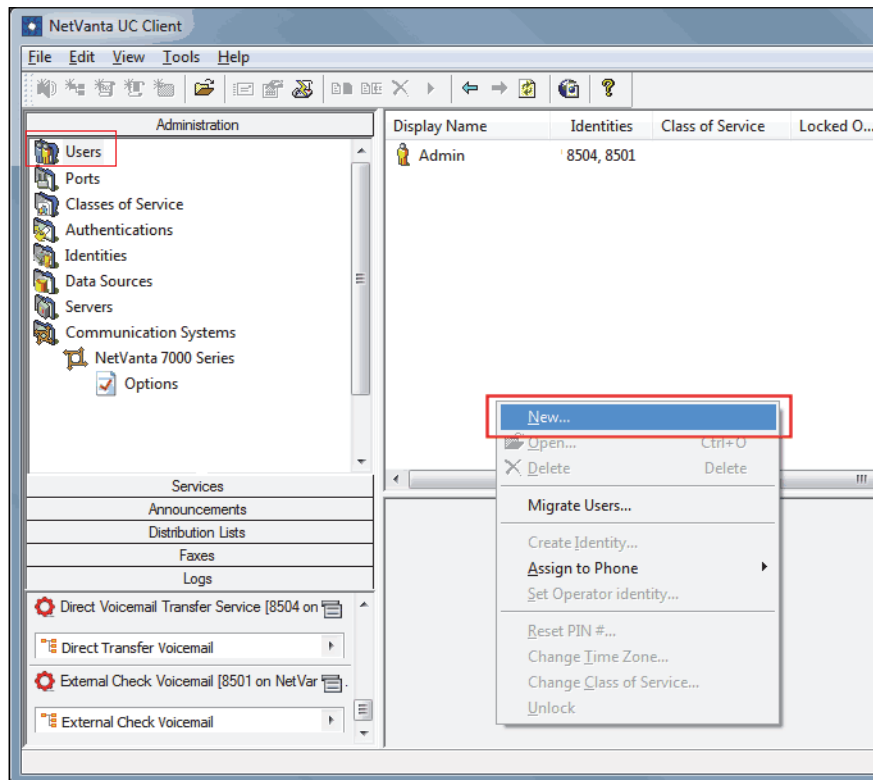 NetVanta UC Client
File Edit View Tools Help
Administration
Users
Ports
Classes of Service
Authentications
Identities
Data Sources
Servers
Communication Systems
NetVanta 7000 Series
Options
Services
Announcements
Distribution Lists
Faxes
Logs
Direct Voicemail Transfer Service [8504 on
Direct Transfer Voicemail
External Check Voicemail [8501 on NetVar
External Check Voicemail
Display Name Identities Class of Service Locked O...
Admin 8504, 8501
New...
Open... Ctrl+O
Delete Delete
Migrate Users...
Create Identity...
Assign to Phone
Set Operator identity...
Reset PIN #...
Change Time Zone...
Change Class of Service...
Unlock